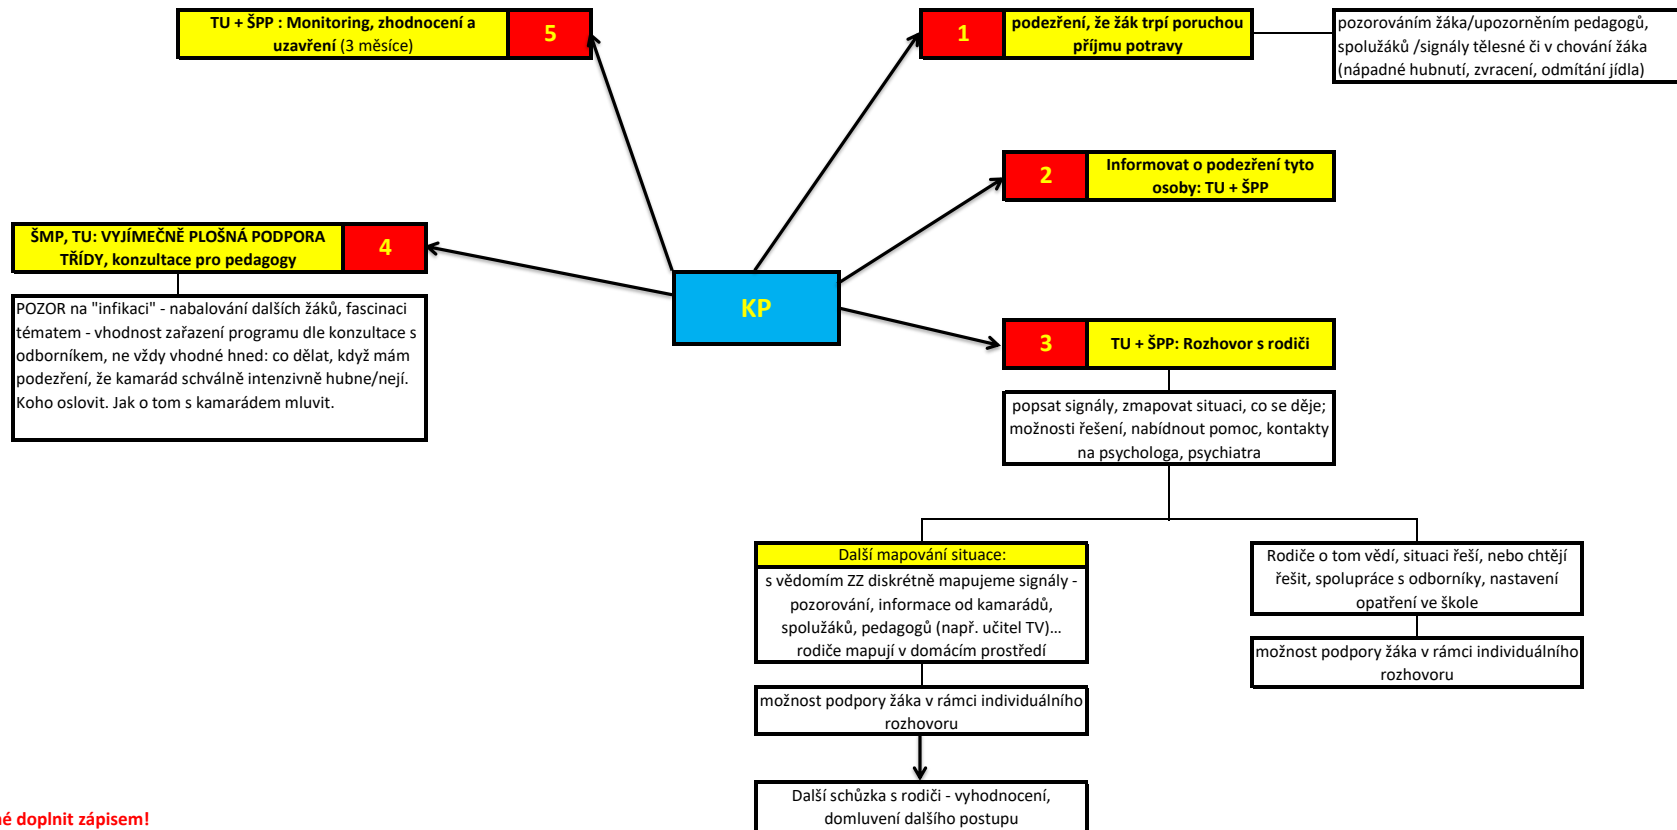 TU + ŠPP : Monitoring, zhodnocení a
uzavření (3 měsíce)
5
1
podezření, že žák trpí poruchou
příjmu potravy
pozorováním žáka/upozorněním pedagogů,
spolužáků /signály tělesné či v chování žáka
(nápadné hubnutí, zvracení, odmítání jídla)
2
Informovat o podezření tyto
osoby: TU + ŠPP
ŠMP, TU: VYJÍMEČNĚ PLOŠNÁ PODPORA
TŘÍDY, konzultace pro pedagogy
4
POZOR na "infikaci" - nabalování dalších žáků, fascinaci
tématem - vhodnost zařazení programu dle konzultace s
odborníkem, ne vždy vhodné hned: co dělat, když mám
podezření, že kamarád schválně intenzivně hubne/nejí.
Koho oslovit. Jak o tom s kamarádem mluvit.
KP
3
TU + ŠPP: Rozhovor s rodiči
popsat signály, zmapovat situaci, co se děje;
možnosti řešení, nabídnout pomoc, kontakty
na psychologa, psychiatra
Další mapování situace:
s vědomím ZZ diskrétně mapujeme signály -
pozorování, informace od kamarádů,
spolužáků, pedagogů (např. učitel TV)...
rodiče mapují v domácím prostředí
možnost podpory žáka v rámci individuálního
rozhovoru
Další schůzka s rodiči - vyhodnocení,
domluvení dalšího postupu
Rodiče o tom vědí, situaci řeší, nebo chtějí
řešit, spolupráce s odborníky, nastavení
opatření ve škole
možnost podpory žáka v rámci individuálního
rozhovoru
doplnit zápisem!